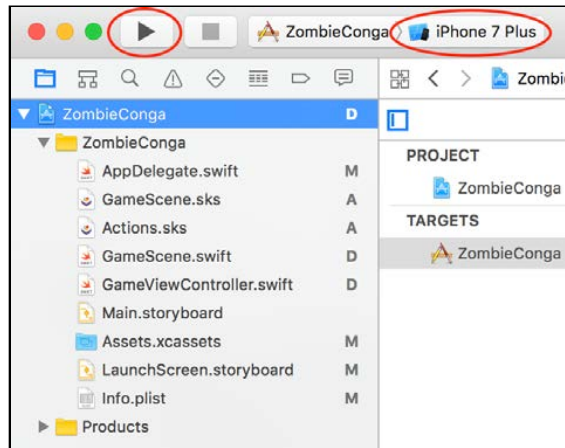 ZombieConga iPhone 7 Plus
ZombieConga D
ZombieConga
AppDelegate.swift M
GameScene.sks A
Actions.sks A
GameScene.swift D
GameViewController.swift D
Main.storyboard
Assets.xcassets M
LaunchScreen.storyboard M
Info.plist M
Products
Zombi
PROJECT
ZombieConga
TARGETS
ZombieConga